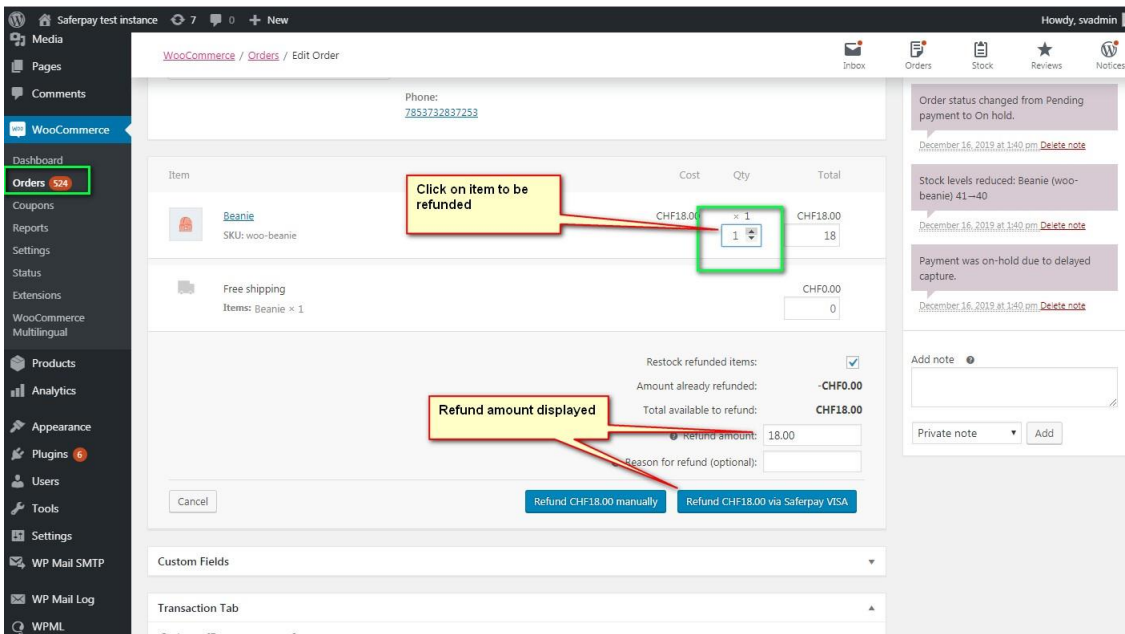 Saferpay test instance 7 0 + New
Howdy, svadmin
Media
Pages
Comments
WooCommerce
Dashboard
Orders 524
Coupons
Reports
Settings
Status
Extensions
WooCommerce
Multilingual
Products
Analytics
Appearance
Plugins 6
Users
Tools
Settings
WP Mail SMTP
WP Mail Log
WPML
WooCommerce / Orders / Edit Order
Inbox
Orders
Stock
Reviews
Notices
Phone:
7853732837253
Item Cost Qty Total
Click on item to be
refunded
Beanie CHF18.00 × 1 CHF18.00
SKU: woo-beanie 1 18
Free shipping CHF0.00
Items: Beanie × 1 0
Restock refunded items:
Amount already refunded: -CHF0.00
Total available to refund: CHF18.00
Refund amount displayed
Refund amount: 18.00
Reason for refund (optional):
Cancel
Refund CHF18.00 manually
Refund CHF18.00 via Saferpay VISA
Custom Fields
Transaction Tab
Order status changed from Pending
payment to On hold.
December 16, 2019 at 1:40 pm Delete note
Stock levels reduced: Beanie (woo-
beanie) 41→40
December 16, 2019 at 1:40 pm Delete note
Payment was on-hold due to delayed
capture.
December 16, 2019 at 1:40 pm Delete note
Add note
Private note
Add